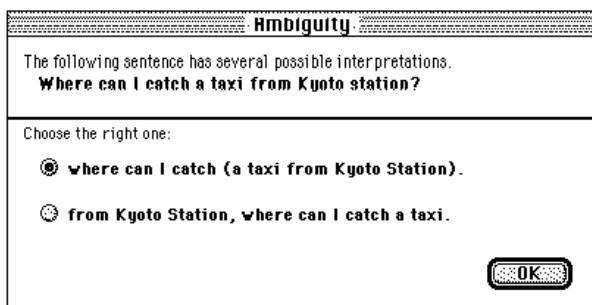 Ambiguity
The following sentence has several possible interpretations.
Where can I catch a taxi from Kyoto station?
Choose the right one:
where can I catch (a taxi from Kyoto Station).
from Kyoto Station, where can I catch a taxi.
OK